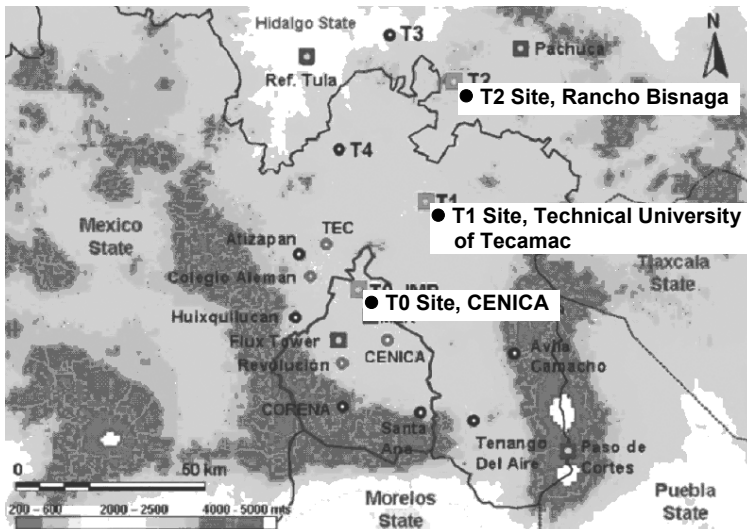 Hidalgo State
T3
N
Pachuca
Ref. Tula
T2
● T2 Site, Rancho Bisnaga
T4
T1
● T1 Site, Technical University
of Tecamac
Mexico
State
TEC
Atizapan
Tlaxcala
State
Colegio Aleman
T0 IMP
● T0 Site, CENICA
Huixquilucan
Flux Tower
CENICA
Avila
Camacho
Revolución
CORENA
Santa
Ana
Tenango
Del Aire
Paso de
Cortes
0 50 km
Morelos
State
Puebla
State
200 – 600 2000 – 2500 4000 – 5000 mts